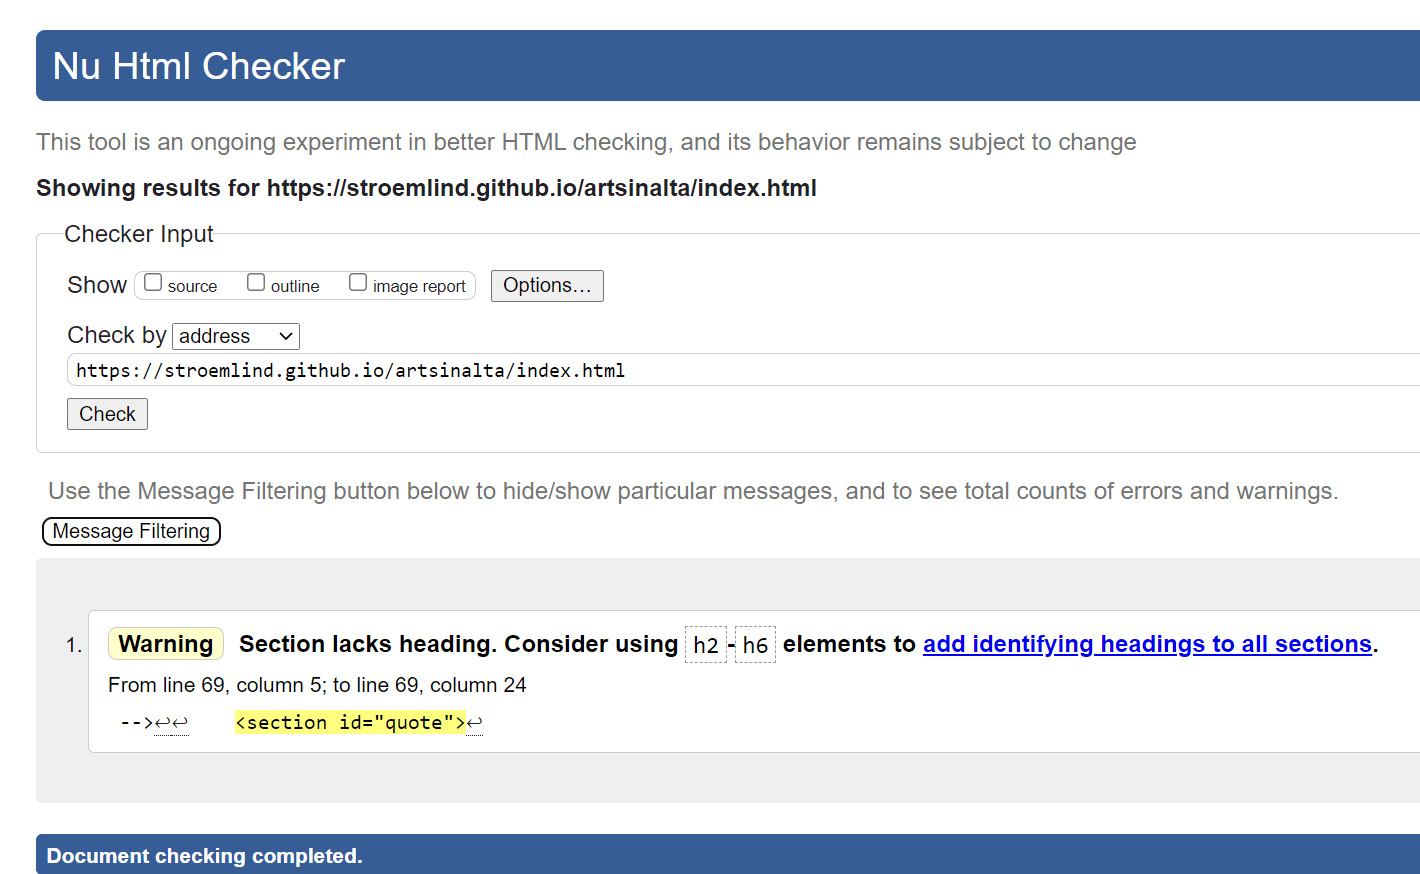 Nu Html Checker
This tool is an ongoing experiment in better HTML checking, and its behavior remains subject to change
Showing results for https://stroemlind.github.io/artsinalta/index.html
Checker Input
Show source outline image report Options...
Check by address
https://stroemlind.github.io/artsinalta/index.html
Check
Use the Message Filtering button below to hide/show particular messages, and to see total counts of errors and warnings.
Message Filtering
1. Warning Section lacks heading. Consider using h2-h6 elements to add identifying headings to all sections.
From line 69, column 5; to line 69, column 24
-->↩↩ <section id="quote">↩
Document checking completed.